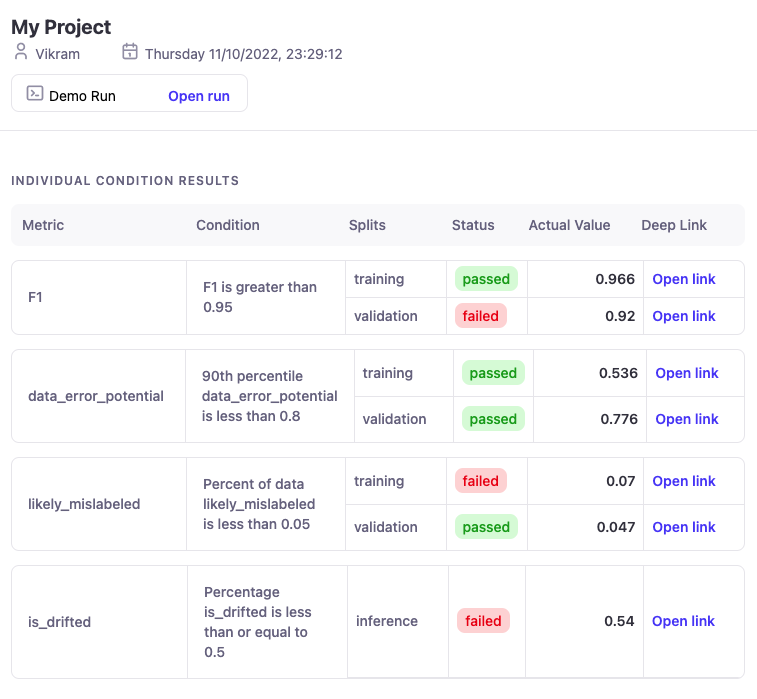 My Project
Vikram Thursday 11/10/2022, 23:29:12
Demo Run Open run
INDIVIDUAL CONDITION RESULTS
Metric Condition Splits Status Actual Value Deep Link
F1
F1 is greater than
0.95
training passed 0.966 Open link
validation failed 0.92 Open link
data_error_potential
90th percentile
data_error_potential
is less than 0.8
training passed 0.536 Open link
validation passed 0.776 Open link
likely_mislabeled
Percent of data
likely_mislabeled
is less than 0.05
training failed 0.07 Open link
validation passed 0.047 Open link
is_drifted
Percentage
is_drifted is less
than or equal to
0.5
inference failed 0.54 Open link